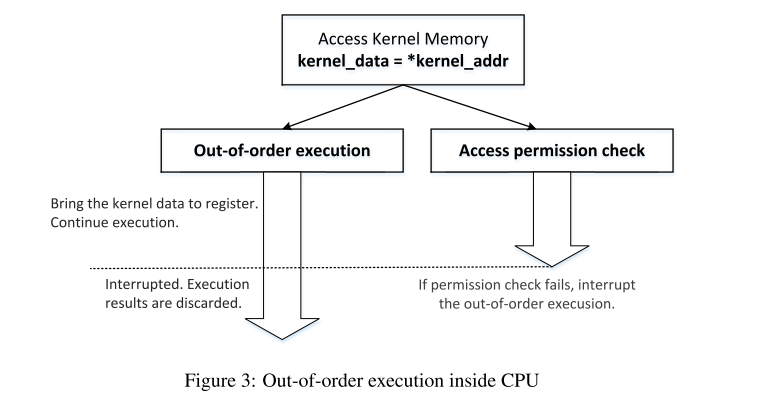 Access Kernel Memory
kernel_data = *kernel_addr
Out-of-order execution
Access permission check
Bring the kernel data to register.
Continue execution.
Interrupted. Execution
results are discarded.
If permission check fails, interrupt
the out-of-order execusion.
Figure 3: Out-of-order execution inside CPU